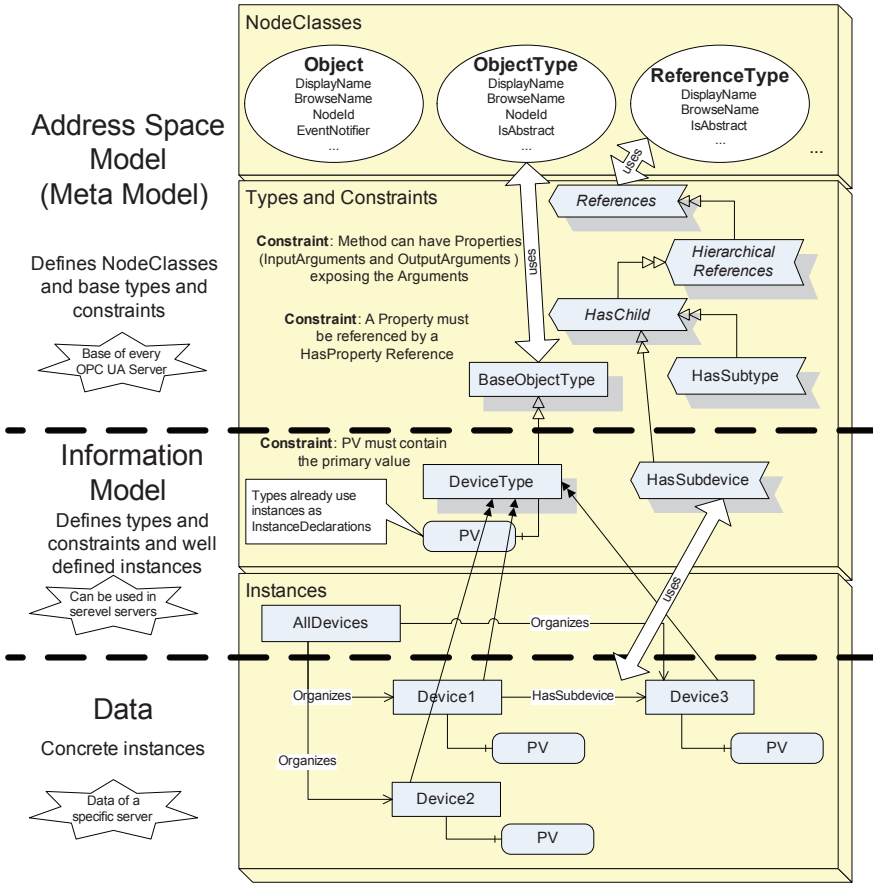 NodeClasses
Object
DisplayName
BrowseName
NodeId
EventNotifier
...
ObjectType
DisplayName
BrowseName
NodeId
IsAbstract
...
ReferenceType
DisplayName
BrowseName
IsAbstract
...
...
Address Space
Model
(Meta Model)
Defines NodeClasses
and base types and
constraints
Base of every
OPC UA Server
uses
Types and Constraints
Constraint: Method can have Properties
(InputArguments and OutputArguments )
exposing the Arguments
Constraint: A Property must
be referenced by a
HasProperty Reference
uses
References
Hierarchical
References
HasChild
HasSubtype
BaseObjectType
Information
Model
Defines types and
constraints and well
defined instances
Can be used in
serevel servers
Constraint: PV must contain
the primary value
DeviceType
HasSubdevice
Types already use
instances as
InstanceDeclarations
PV
uses
Instances
AllDevices
Organizes
Data
Concrete instances
Data of a
specific server
Organizes
Device1
HasSubdevice
Device3
PV
PV
Organizes
Device2
PV